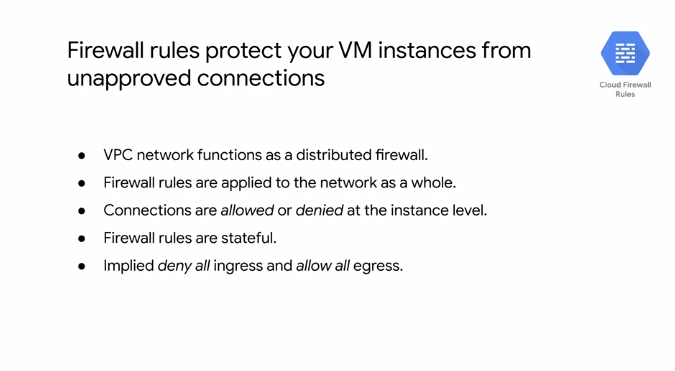 Firewall rules protect your VM instances from
unapproved connections
Cloud Firewall
Rules
● VPC network functions as a distributed firewall.
● Firewall rules are applied to the network as a whole.
● Connections are allowed or denied at the instance level.
● Firewall rules are stateful.
● Implied deny all ingress and allow all egress.